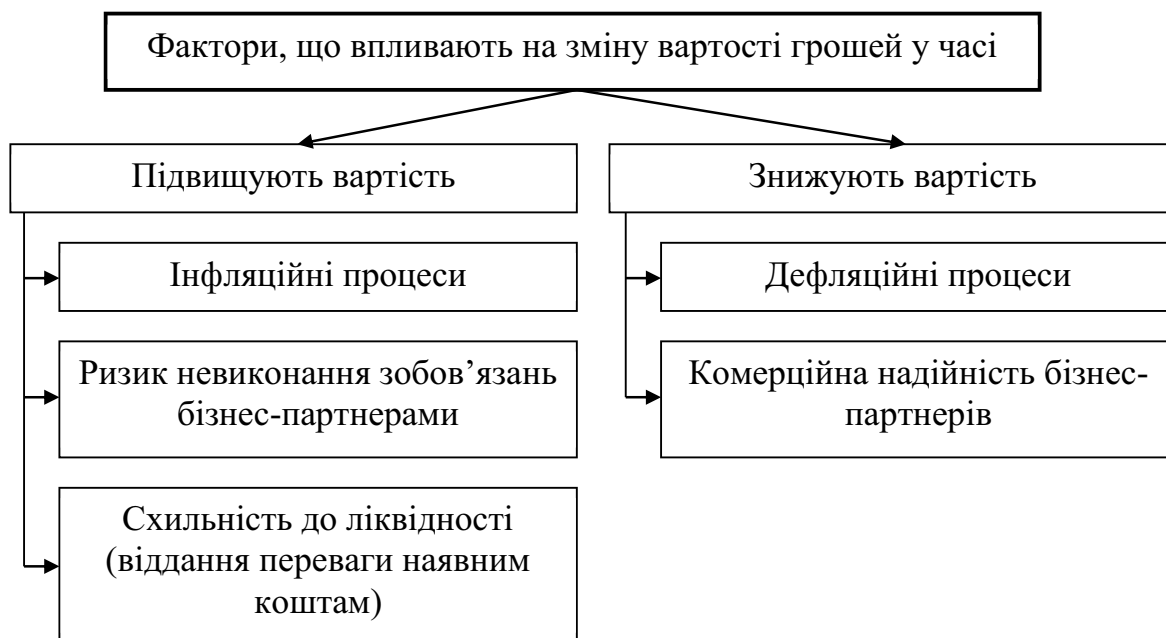 Фактори, що впливають на зміну вартості грошей у часі
Підвищують вартість
Інфляційні процеси
Ризик невиконання зобов’язань
бізнес-партнерами
Схильність до ліквідності
(віддання переваги наявним
коштам)
Знижують вартість
Дефляційні процеси
Комерційна надійність бізнес-
партнерів